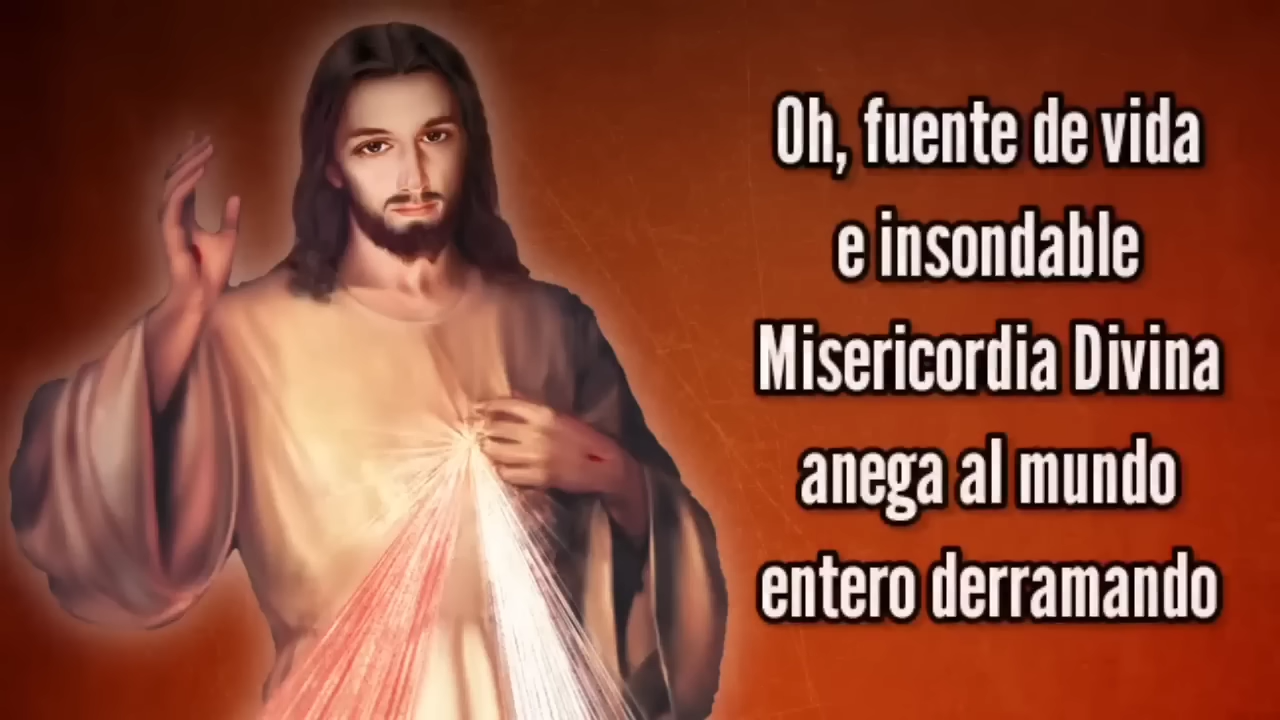 Oh, fuente de vida
e insondable
Misericordia Divina
anega al mundo
entero derramando